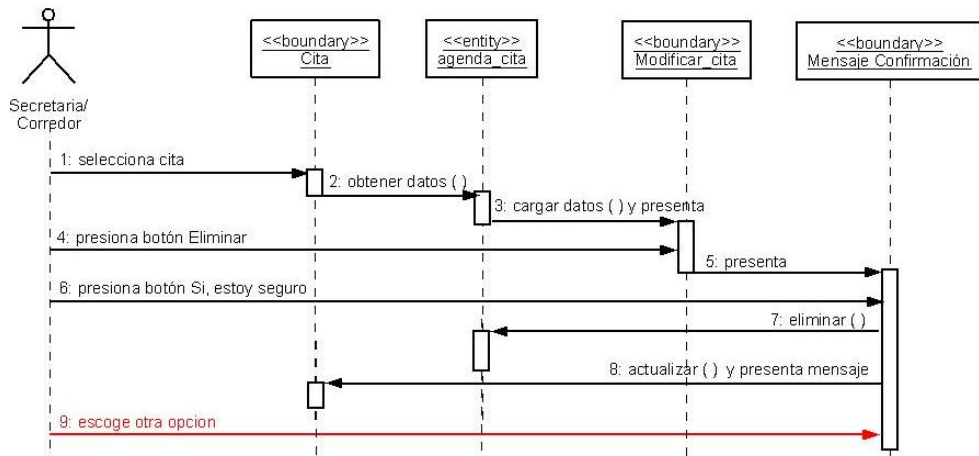 <<boundary>>
Cita
<<entity>>
agenda_cita
<<boundary>>
Modificar_cita
<<boundary>>
Mensaje Confirmación
Secretaria/
Corredor
1: selecciona cita
2: obtener datos ( )
3: cargar datos ( ) y presenta
4: presiona botón Eliminar
5: presenta
6: presiona botón Si, estoy seguro
7: eliminar ( )
8: actualizar ( ) y presenta mensaje
9: escoge otra opcion